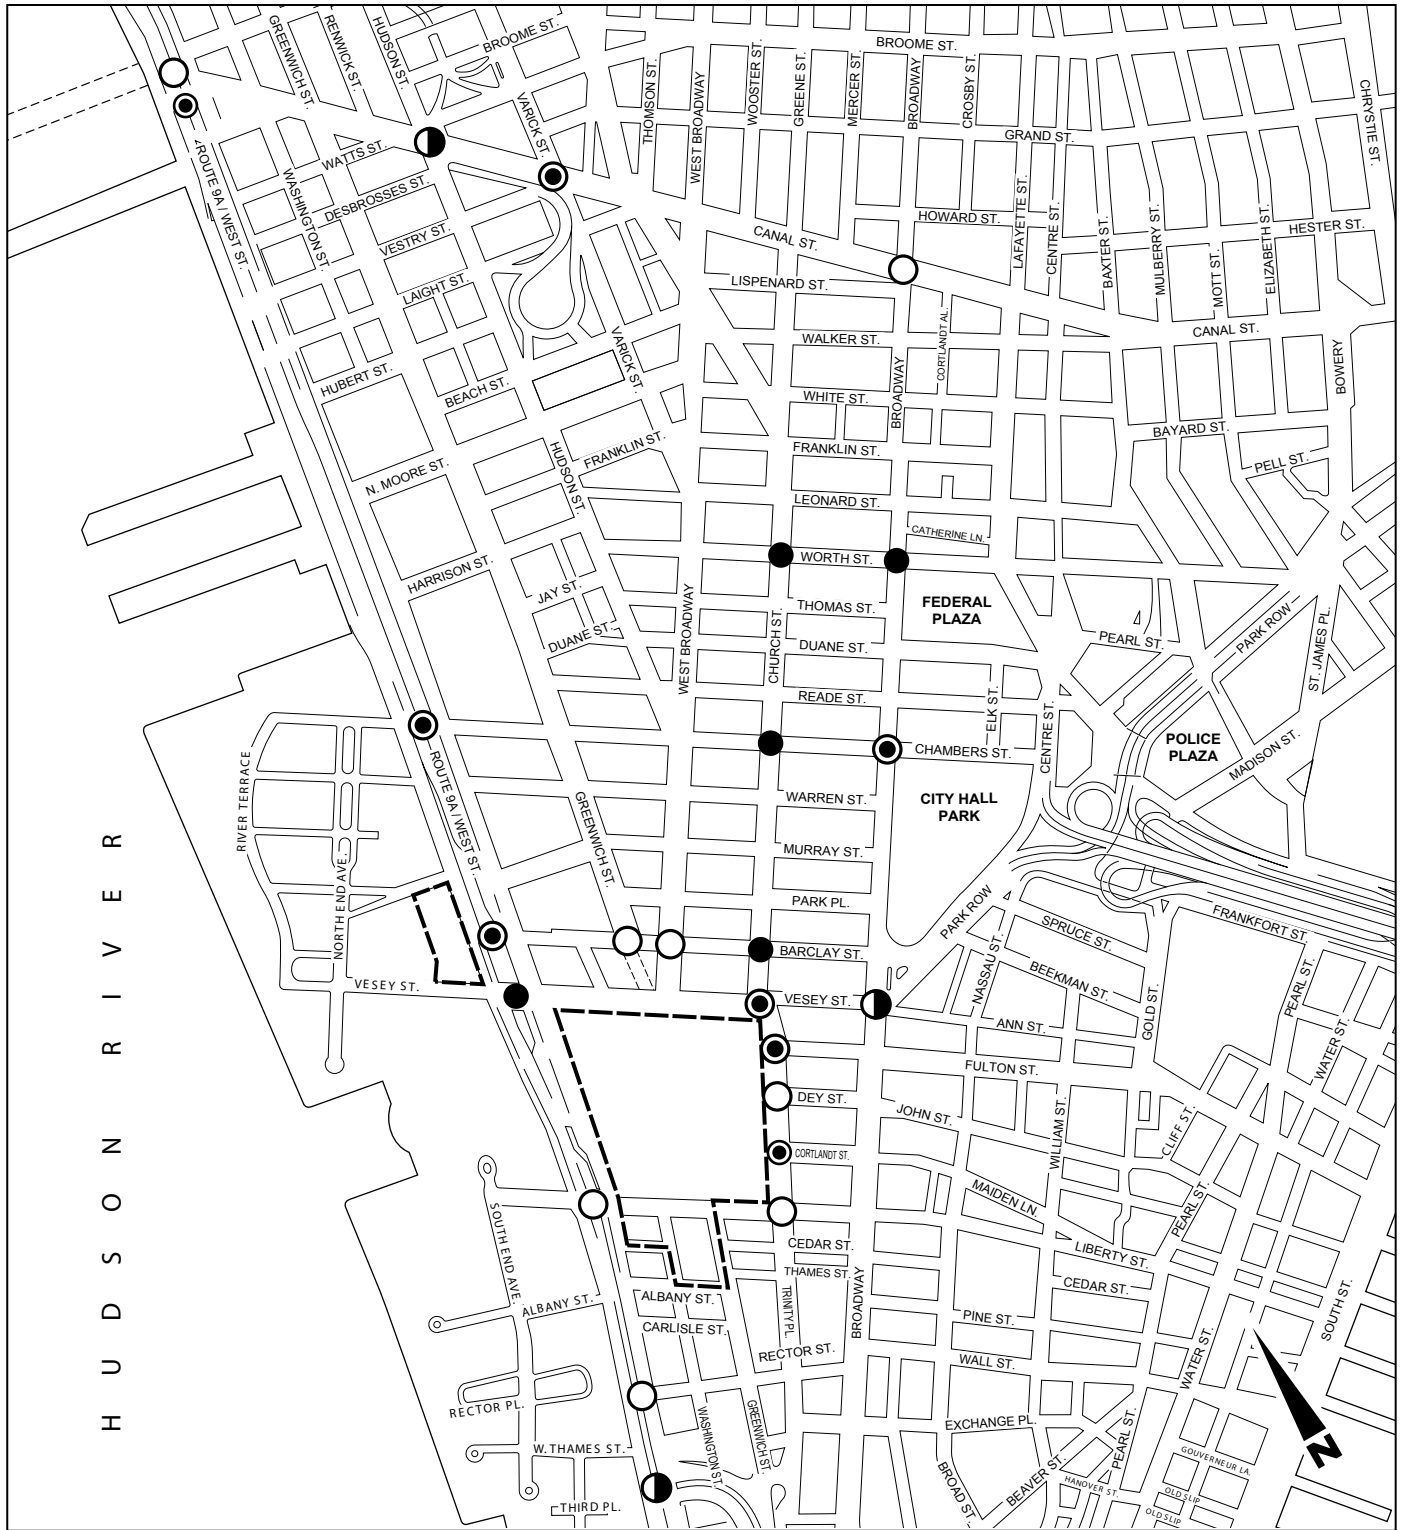 BROOME ST.
GREENWICH ST.
RENWICK ST.
HUDSON ST.
BROOME ST.
THOMSON ST.
WEST BROADWAY
WOOSTER ST.
GREENE ST.
MERCER ST.
BROADWAY
CROSBY ST.
CHRYSTIE ST.
VARICK ST.
GRAND ST.
WATTS ST.
ROUTE 9A / WEST ST.
WASHINGTON ST.
DESBROSSES ST.
VESTRY ST.
LAIGHT ST.
CANAL ST.
HOWARD ST.
LAFAYETTE ST.
CENTRE ST.
BAXTER ST.
MULBERRY ST.
MOTT ST.
ELIZABETH ST.
HESTER ST.
LISPENARD ST.
CORTLANDT AL.
WALKER ST.
CANAL ST.
BOWERY
VARICK ST.
HUBERT ST.
BEACH ST.
WHITE ST.
BROADWAY
BAYARD ST.
FRANKLIN ST.
HUDSON ST.
FRANKLIN ST.
PELL ST.
N. MOORE ST.
LEONARD ST.
CATHERINE LN.
WORTH ST.
HARRISON ST.
JAY ST.
THOMAS ST.
FEDERAL
PLAZA
DUANE ST.
WEST BROADWAY
CHURCH ST.
DUANE ST.
PEARL ST.
PARK ROW
ST. JAMES PL.
READE ST.
ELK ST.
CENTRE ST.
CHAMBERS ST.
POLICE
PLAZA
MADISON ST.
RIVER TERRACE
ROUTE 9A / WEST ST.
GREENWICH ST.
WARREN ST.
CITY HALL
PARK
MURRAY ST.
NORTH END AVE.
PARK PL.
PARK ROW
SPRUCE ST.
FRANKFORT ST
BARCLAY ST.
NASSAU ST.
BEEKMAN ST.
GOLD ST.
PEARL ST.
WATER ST.
VESEY ST.
VESEY ST.
ANN ST.
FULTON ST.
HUDSON RIVER
DEY ST.
JOHN ST.
WILLIAM ST.
CLIFF ST.
CORTLANDT ST.
MAIDEN LN.
PEARL ST.
SOUTH END AVE.
CEDAR ST.
LIBERTY ST.
THAMES ST.
CEDAR ST.
ALBANY ST.
ALBANY ST.
TRINITY PL.
BROADWAY
SOUTH ST.
CARLISLE ST.
PINE ST.
RECTOR ST.
WALL ST.
WATER ST.
RECTOR PL.
WASHINGTON ST.
GREENWICH ST.
EXCHANGE PL.
PEARL ST.
N
W. THAMES ST.
GOUVERNEUR LA.
BROAD ST.
BEAVER ST.
HANOVER ST.
OLD SLIP
THIRD PL.
OLD SLIP